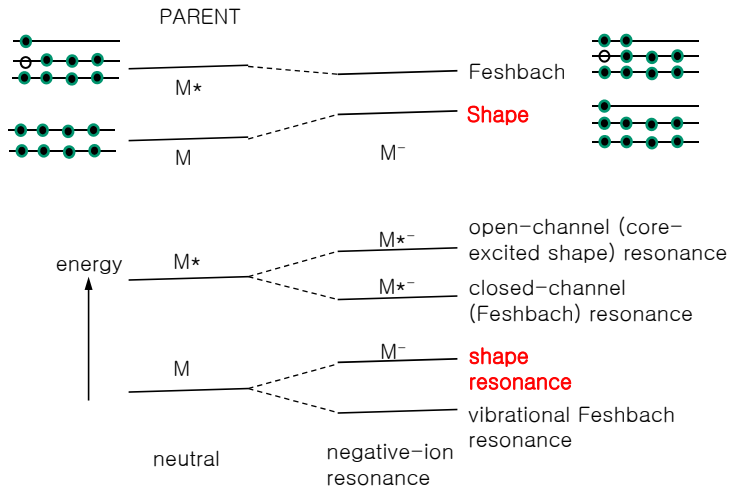 PARENT
M*
Feshbach
Shape
M
M⁻
M*⁻
open-channel (core-
excited shape) resonance
energy
M*
M*⁻
closed-channel
(Feshbach) resonance
M
M⁻
shape
resonance
vibrational Feshbach
resonance
neutral
negative-ion
resonance